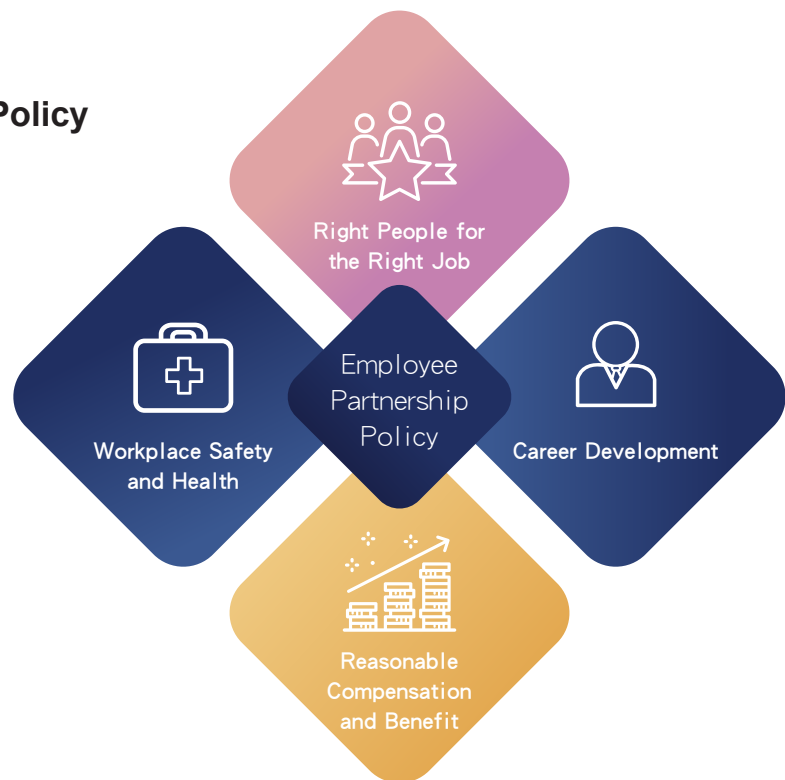 Policy
Right People for
the Right Job
Workplace Safety
and Health
Employee
Partnership
Policy
Career Development
Reasonable
Compensation
and Benefit